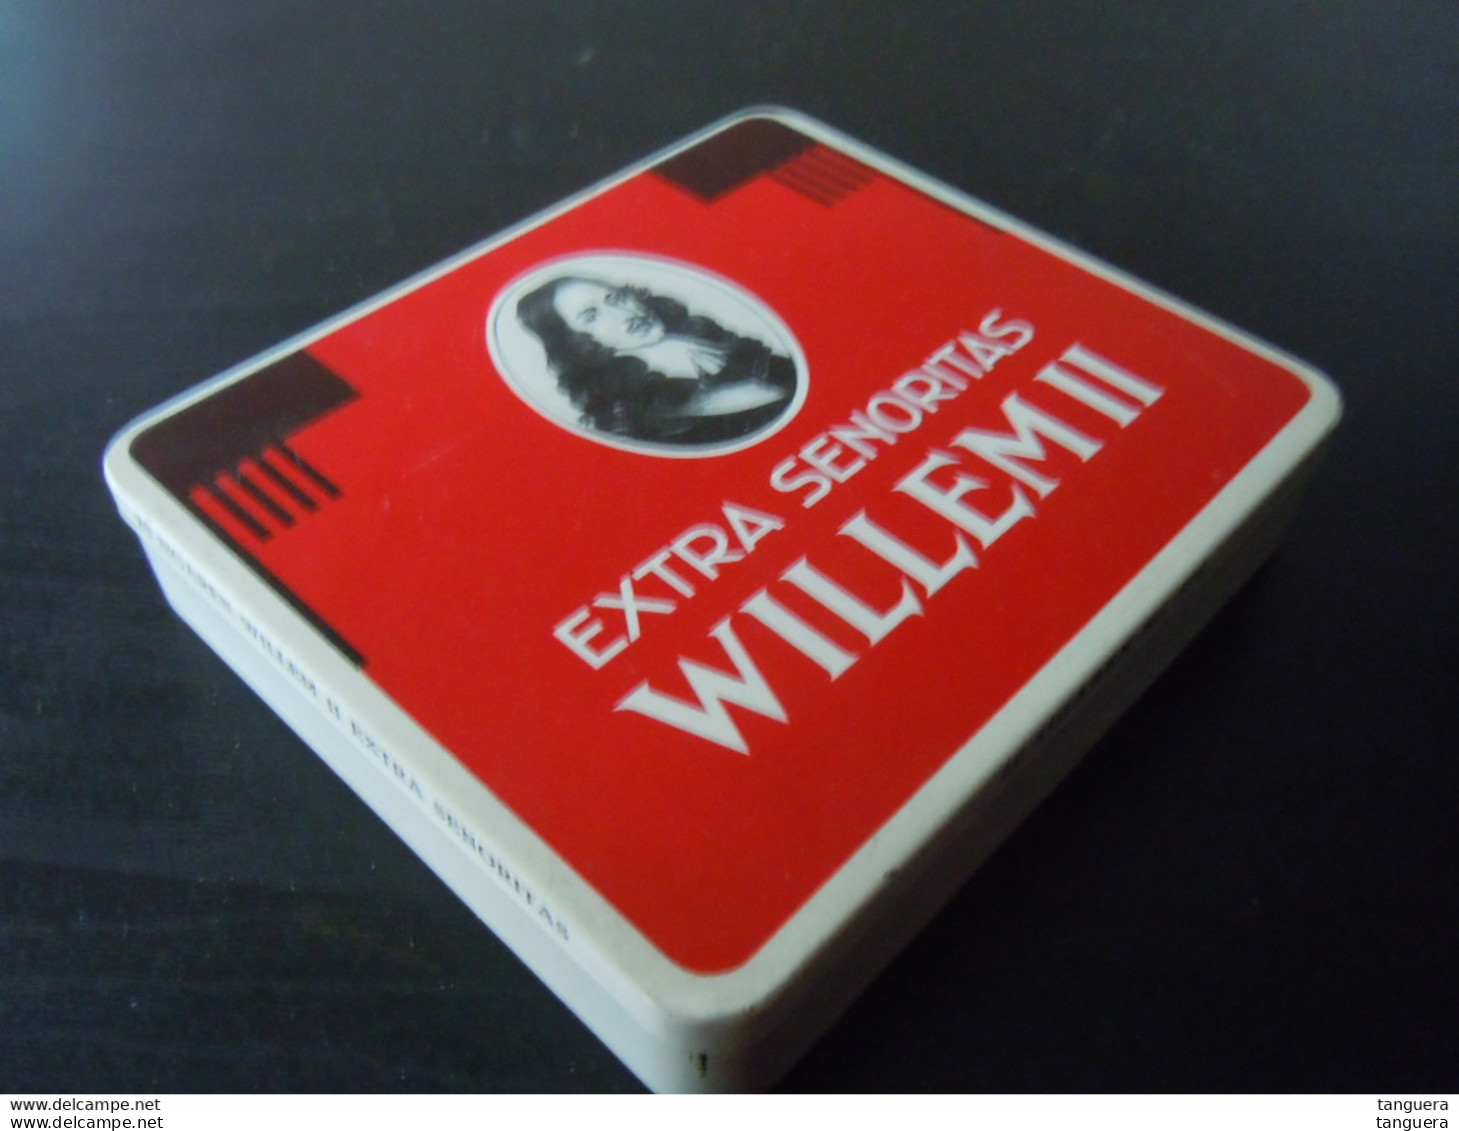 EXTRA SENORITAS
WILLEM II
WILLEM II EXTRA SENORITAS
www.delcampe.net
tanguera
www.delcampe.net
tanguera